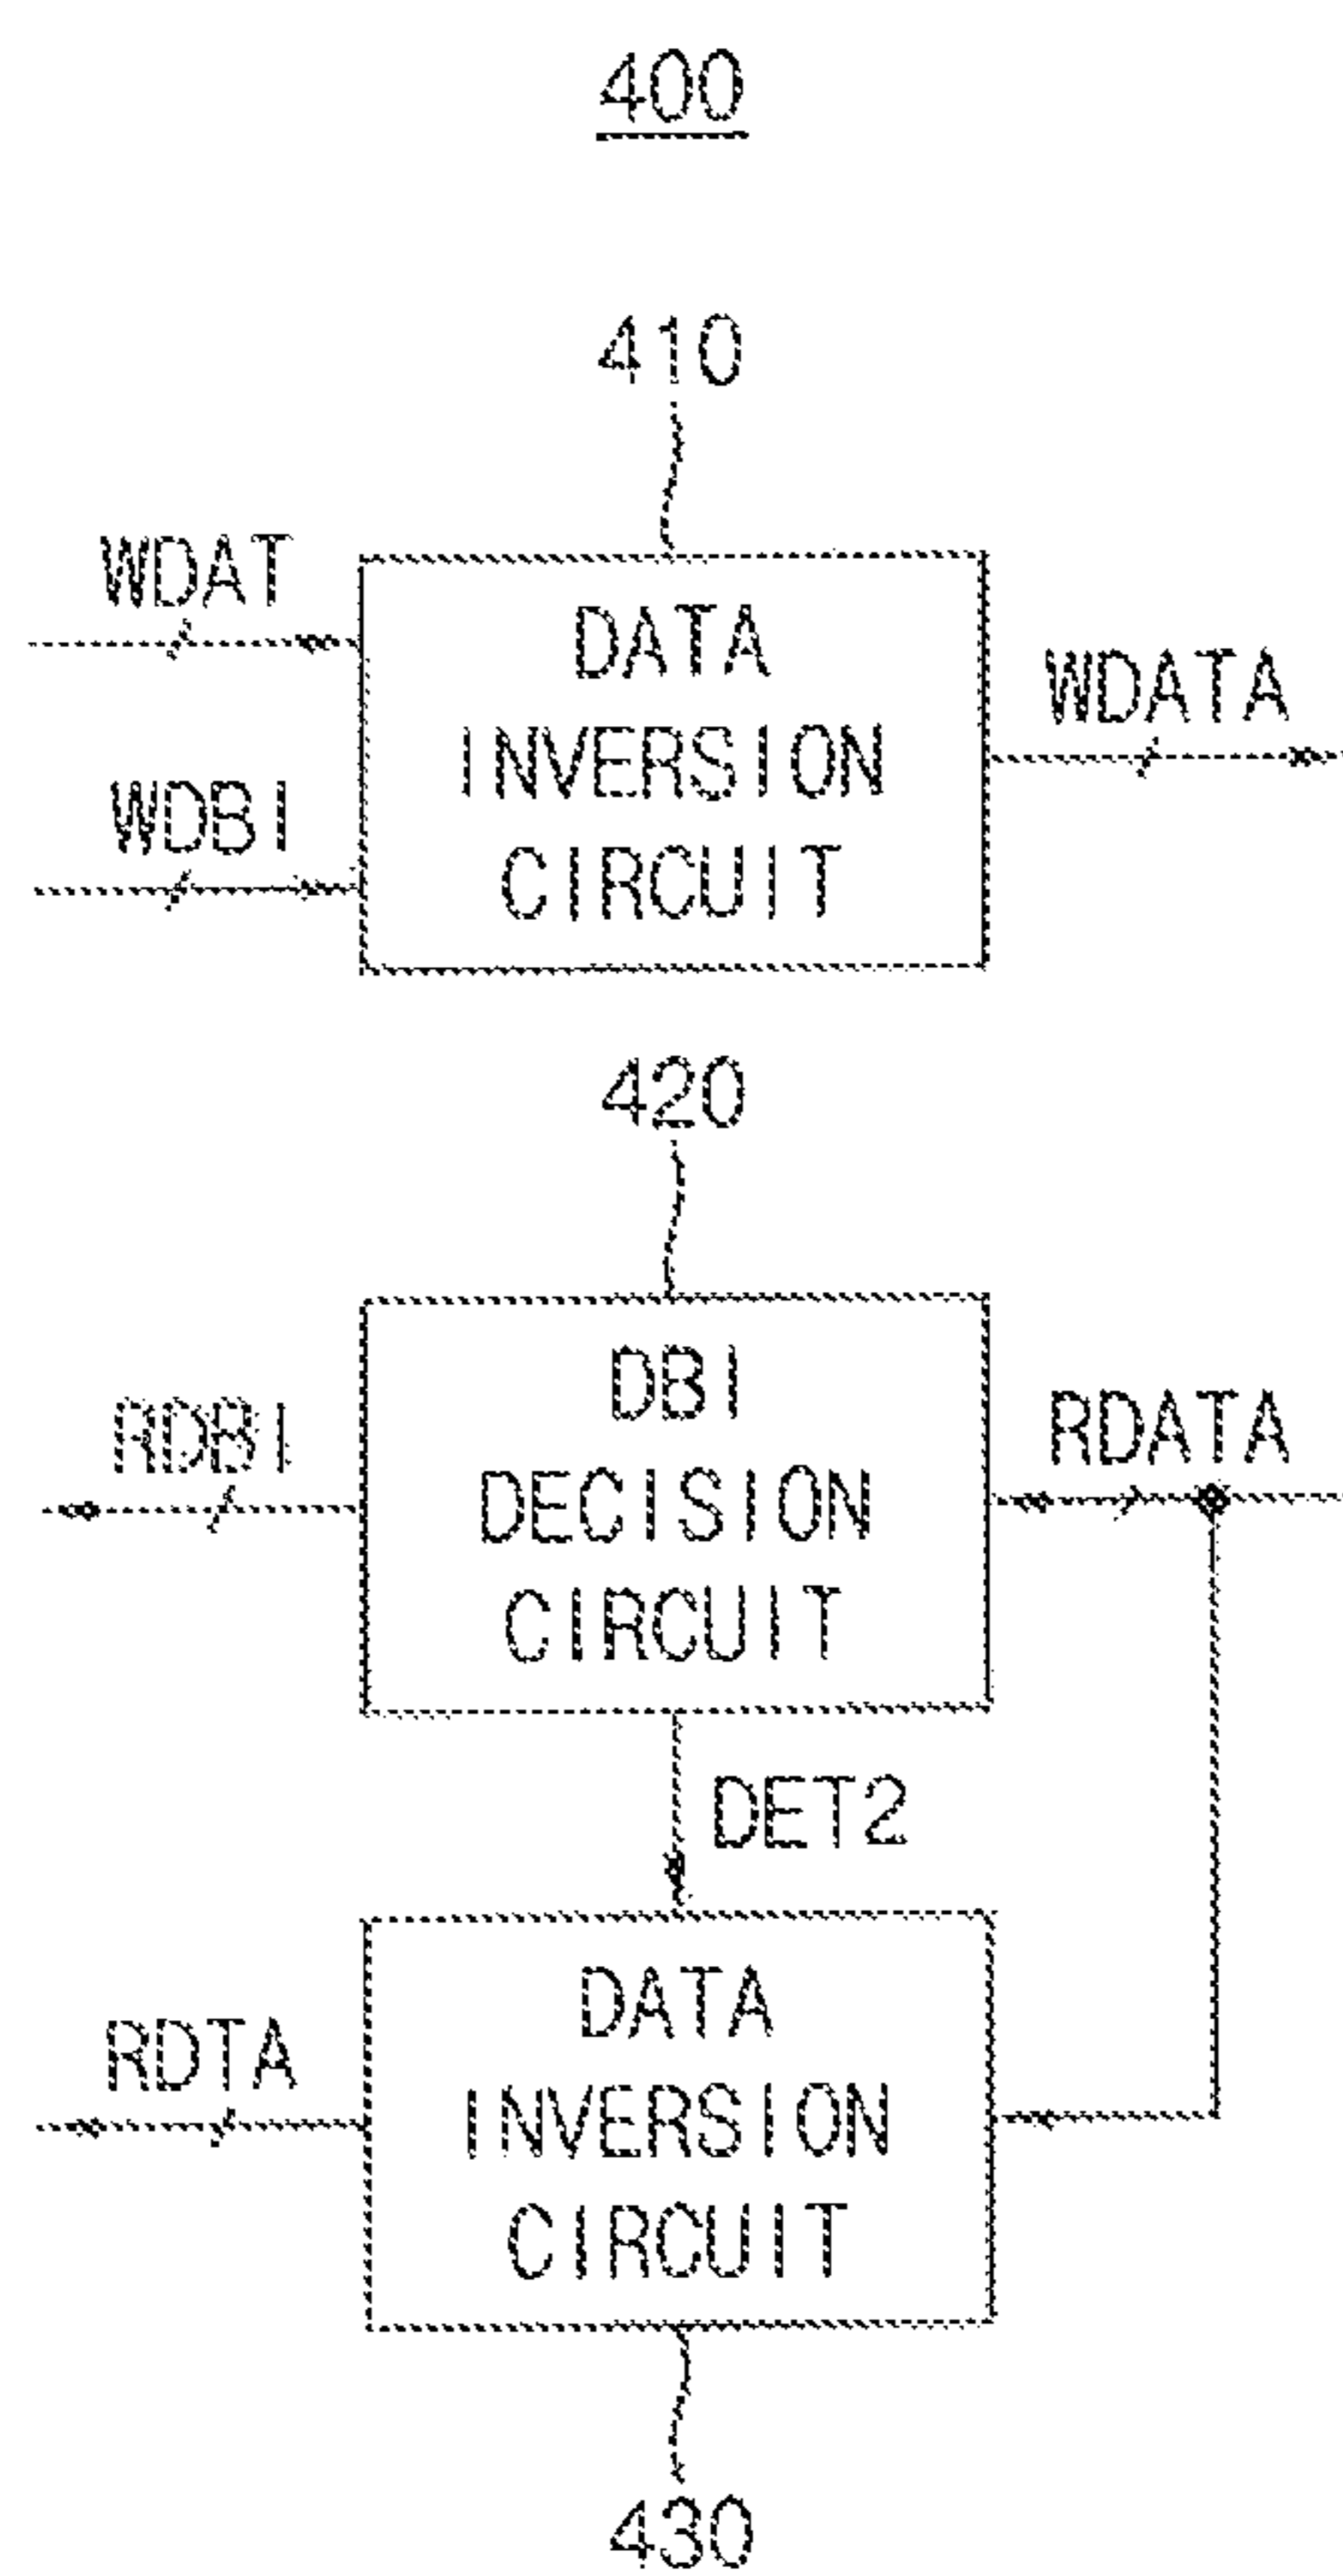 400
410
WDAT
DATA
INVERSION
CIRCUIT
WDATA
WDBI
420
DBI
DECISION
CIRCUIT
RDBI
RDATA
DET2
DATA
INVERSION
CIRCUIT
RDTA
430